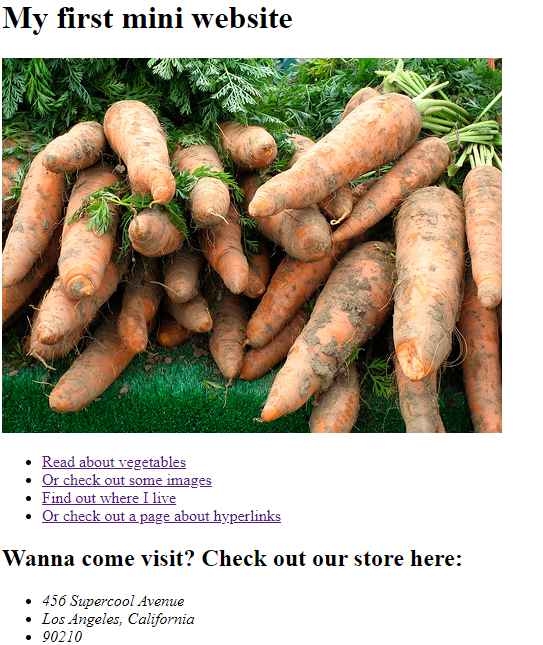 My first mini website
Read about vegetables
Or check out some images
Find out where I live
Or check out a page about hyperlinks
Wanna come visit? Check out our store here:
456 Supercool Avenue
Los Angeles, California
90210